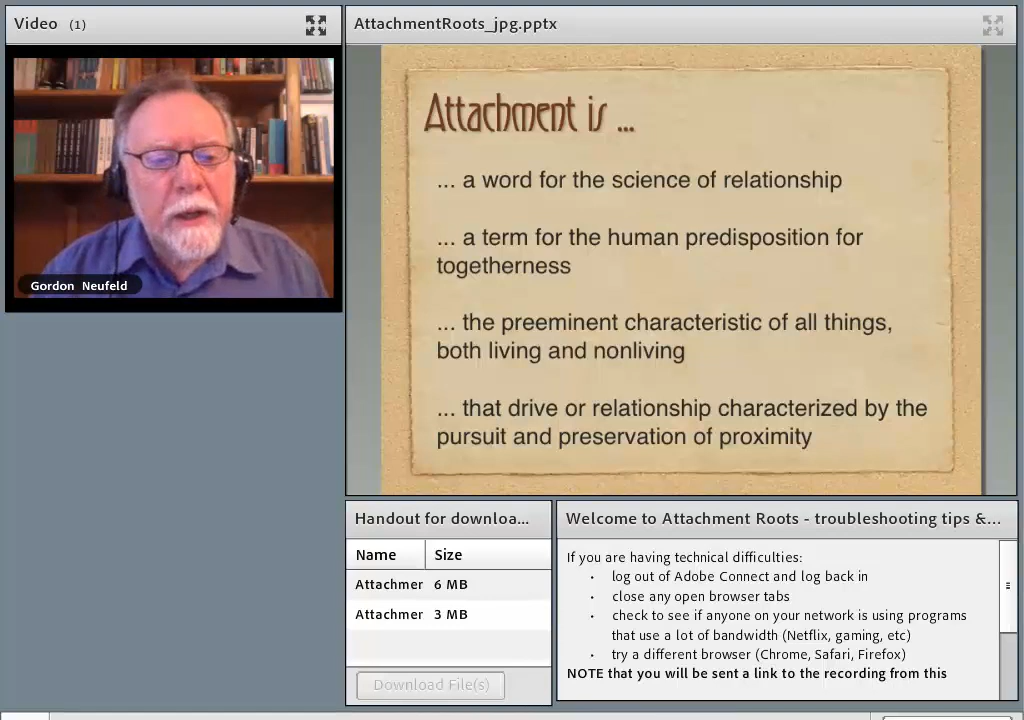 Video (1)
Gordon Neufeld
AttachmentRoots_jpg.pptx
Attachment is ...
... a word for the science of relationship
... a term for the human predisposition for
togetherness
... the preeminent characteristic of all things,
both living and nonliving
... that drive or relationship characterized by the
pursuit and preservation of proximity
Handout for downloa...
Name Size
Attachmer 6 MB
Attachmer 3 MB
Download File(s)
Welcome to Attachment Roots - troubleshooting tips &...
If you are having technical difficulties:
· log out of Adobe Connect and log back in
· close any open browser tabs
· check to see if anyone on your network is using programs
that use a lot of bandwidth (Netflix, gaming, etc)
· try a different browser (Chrome, Safari, Firefox)
NOTE that you will be sent a link to the recording from this